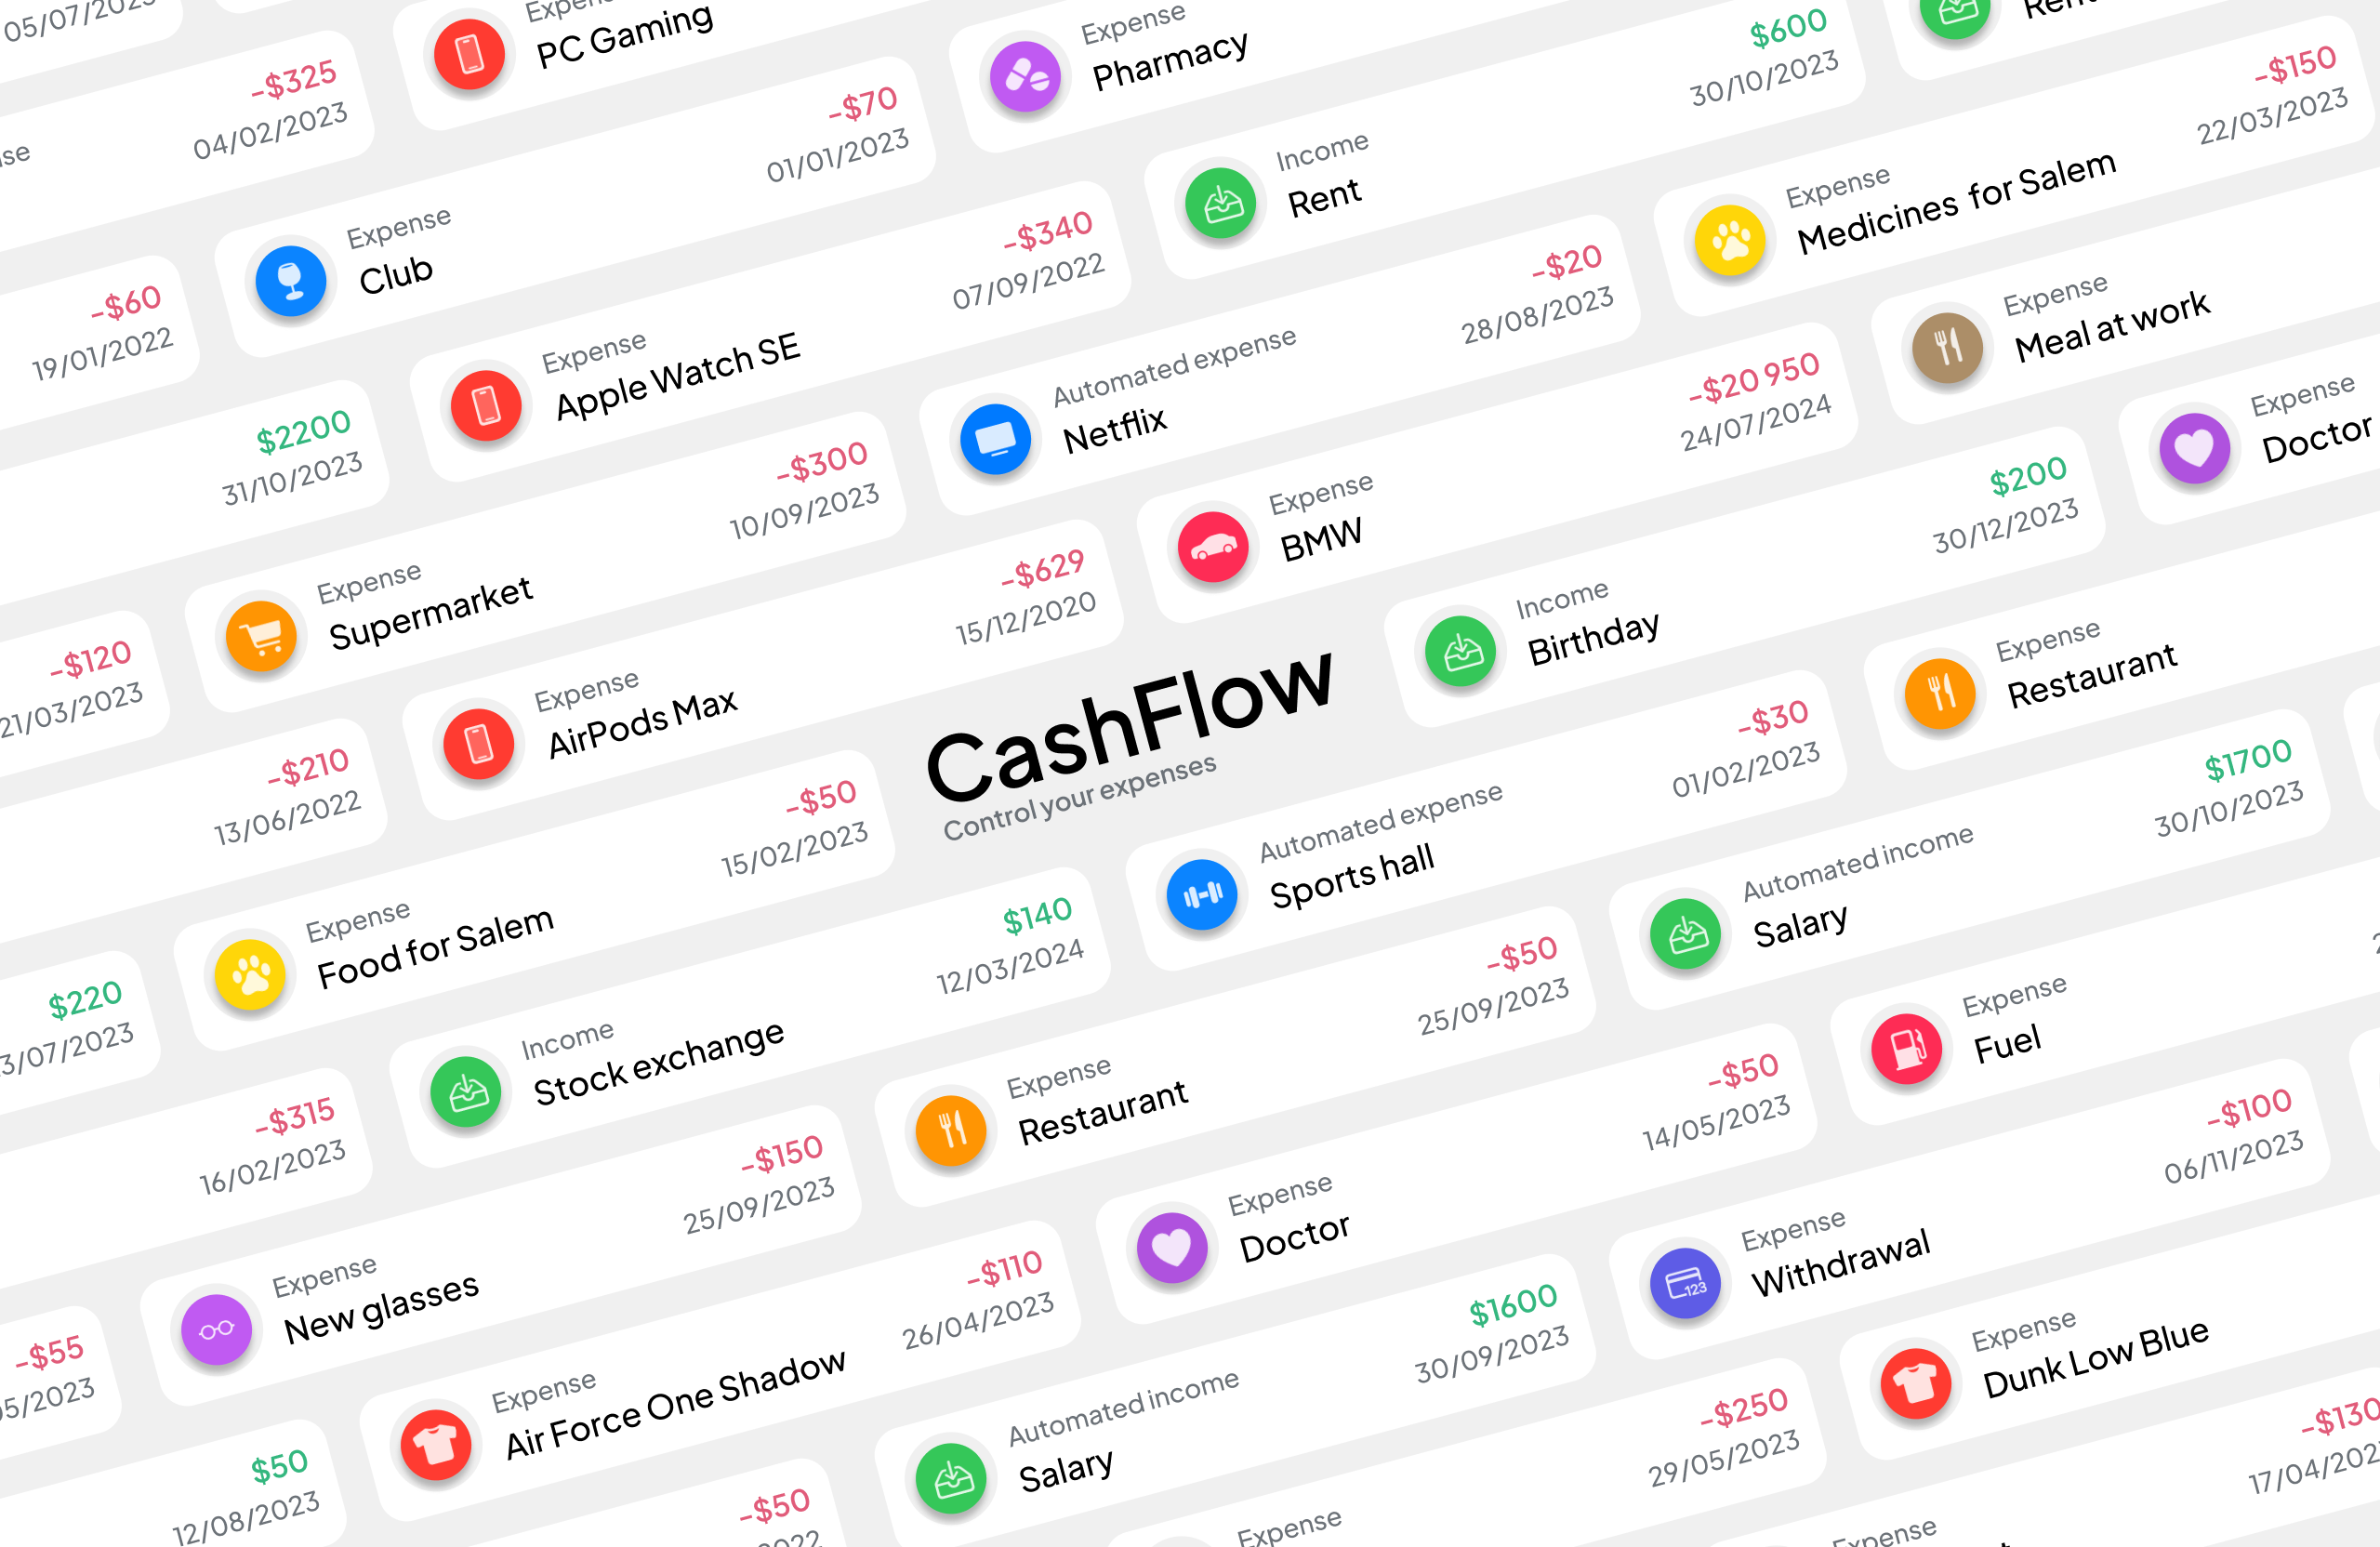 05/07/2023
-$325
04/02/2023
Expense
PC Gaming
-$70
01/01/2023
Expense
Pharmacy
$600
30/10/2023
-$150
22/03/2023
-$60
19/01/2022
Expense
Club
-$340
07/09/2022
Income
Rent
-$20
28/08/2023
Expense
Medicines for Salem
$2200
31/10/2023
Expense
Apple Watch SE
-$300
10/09/2023
Automated expense
Netflix
-$20 950
24/07/2024
Expense
Meal at work
-$120
21/03/2023
Expense
Supermarket
-$629
15/12/2020
Expense
BMW
$200
30/12/2023
Expense
Doctor
-$210
13/06/2022
Expense
AirPods Max
-$50
15/02/2023
CashFlow
Control your expenses
Income
Birthday
-$30
01/02/2023
Expense
Restaurant
$220
3/07/2023
Expense
Food for Salem
$140
12/03/2024
Automated expense
Sports hall
-$50
25/09/2023
Automated income
Salary
$1700
30/10/2023
-$315
16/02/2023
Income
Stock exchange
-$150
25/09/2023
Expense
Restaurant
-$50
14/05/2023
Expense
Fuel
-$55
05/2023
Expense
New glasses
-$110
26/04/2023
Expense
Doctor
$1600
30/09/2023
Expense
Withdrawal
-$100
06/11/2023
$50
12/08/2023
Expense
Air Force One Shadow
-$50
Automated income
Salary
-$250
29/05/2023
Expense
Dunk Low Blue
-$130
17/04/202
Expense
Expense